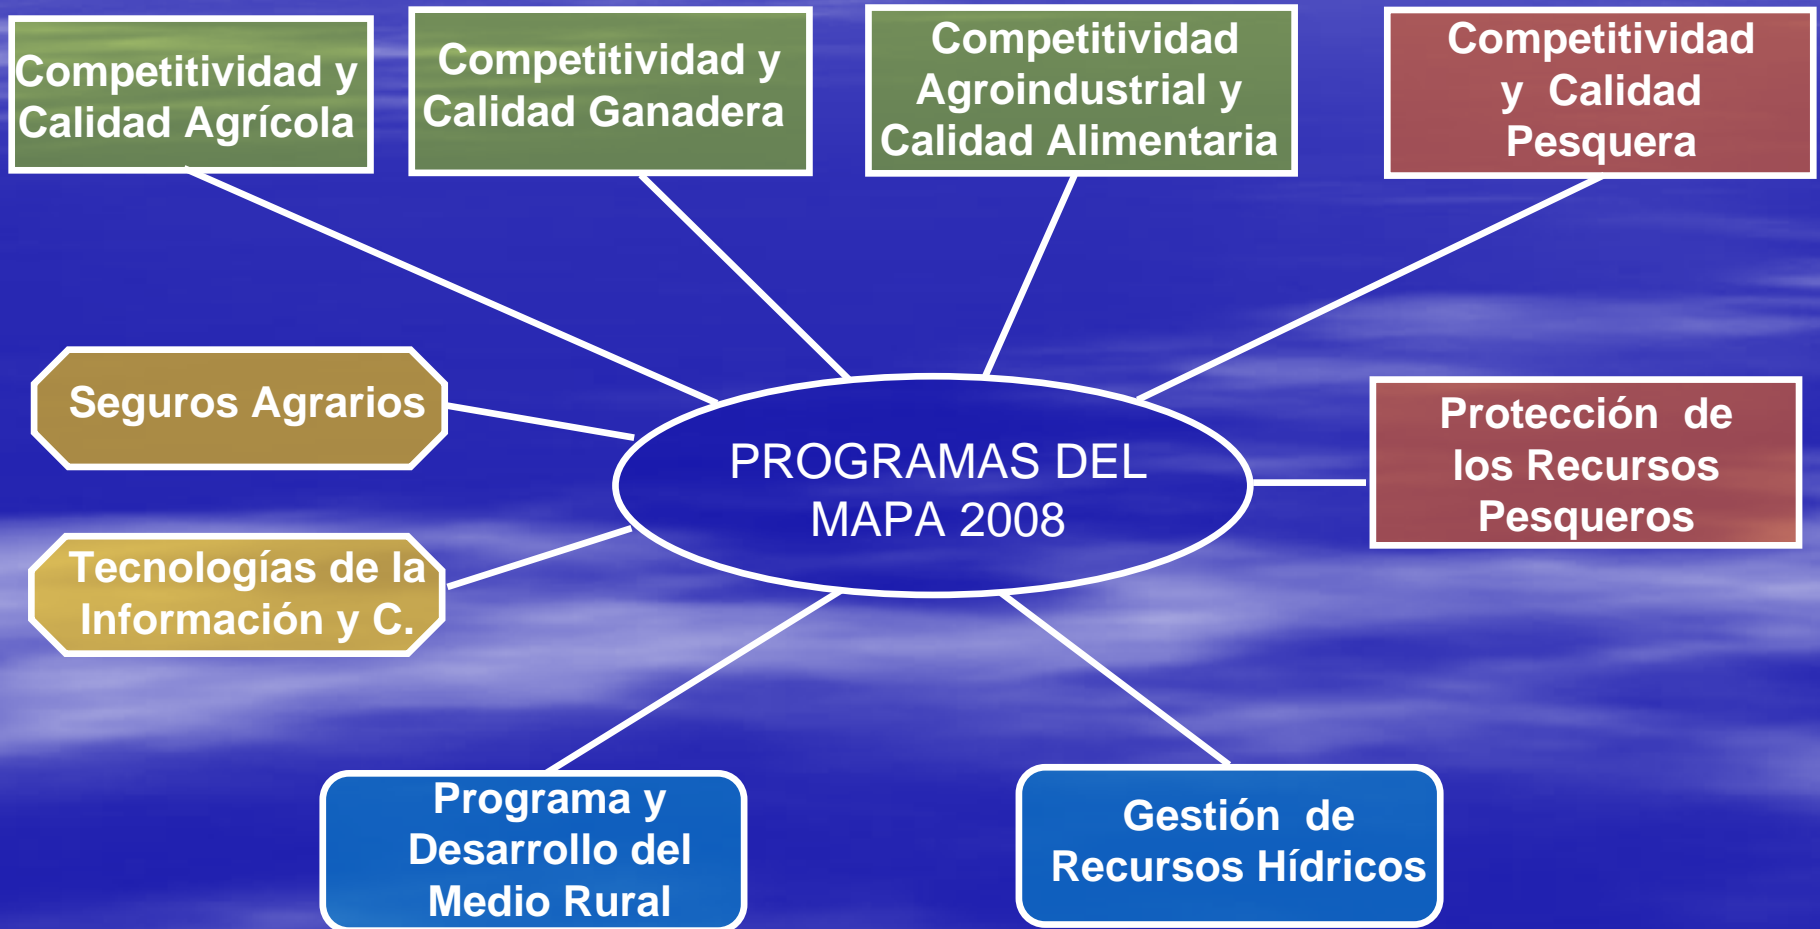 Competitividad y
Calidad Agrícola
Competitividad y
Calidad Ganadera
Competitividad
Agroindustrial y
Calidad Alimentaria
Competitividad
y Calidad
Pesquera
Seguros Agrarios
PROGRAMAS DEL
MAPA 2008
Protección de
los Recursos
Pesqueros
Tecnologías de la
Información y C.
Programa y
Desarrollo del
Medio Rural
Gestión de
Recursos Hídricos